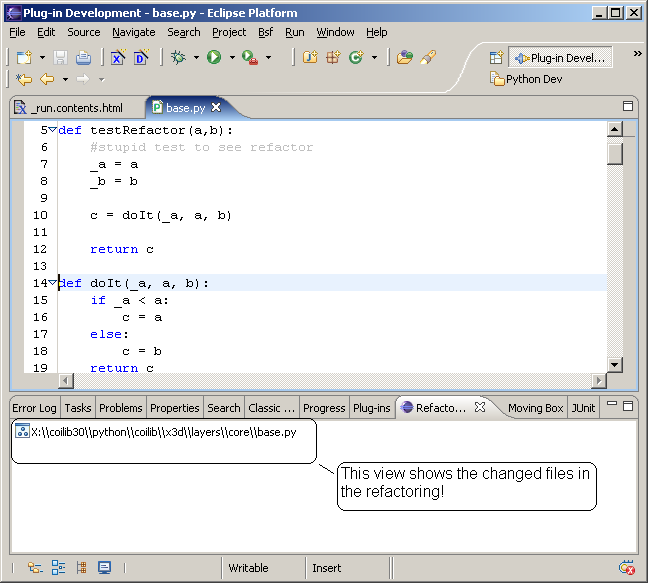 Plug-in Development - base.py - Eclipse Platform
File Edit Source Navigate Search Project Bsf Run Window Help
Plug-in Devel...
Python Dev
_run.contents.html base.py
5 def testRefactor(a,b):
6 #stupid test to see refactor
7 _a = a
8 _b = b
9
10 c = doIt(_a, a, b)
11
12 return c
13
14 def doIt(_a, a, b):
15 if _a < a:
16 c = a
17 else:
18 c = b
19 return c
Error Log Tasks Problems Properties Search Classic ... Progress Plug-ins Refacto... Moving Box JUnit
X:\\coilib30\\python\\coilib\\x3d\\layers\\core\\base.py
This view shows the changed files in
the refactoring!
Writable Insert